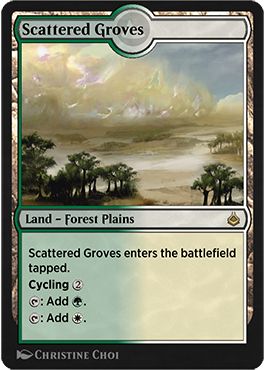 Scattered Groves
Land – Forest Plains
Scattered Groves enters the battlefield
tapped.
Cycling 2
: Add .
: Add .
CHRISTINE CHOI